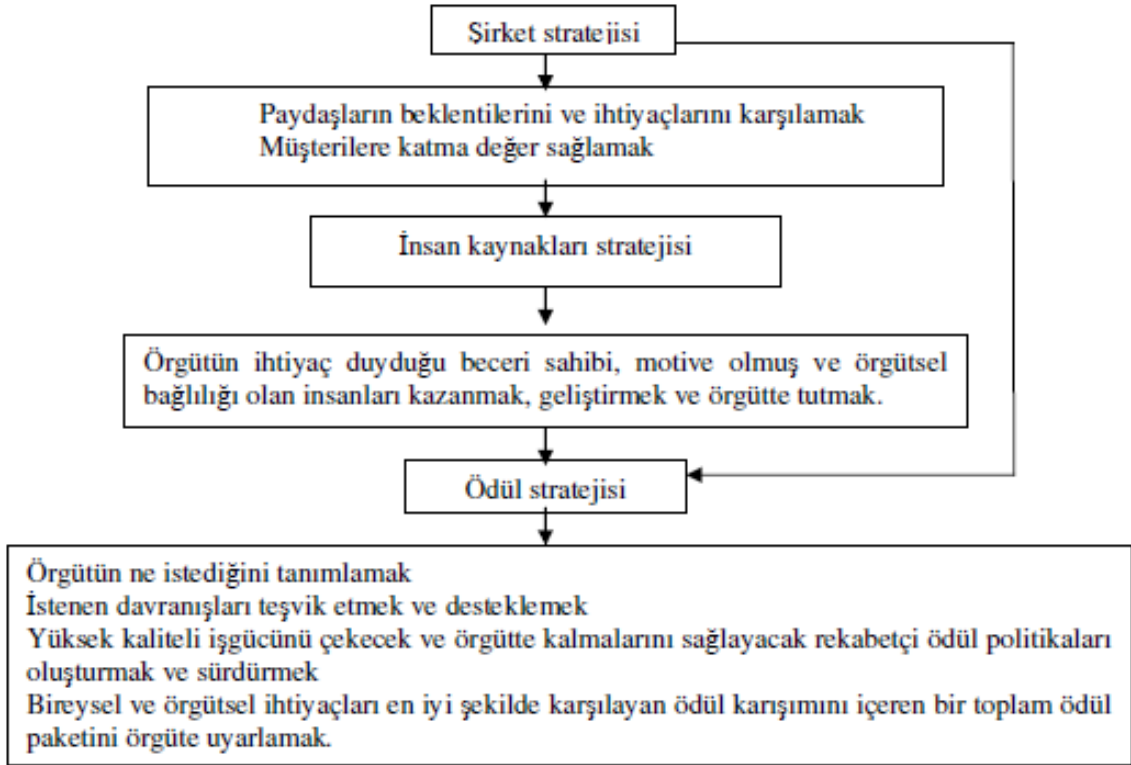 Şirket stratejisi
Paydaşların beklentilerini ve ihtiyaçlarını karşılamak
Müşterilere katma değer sağlamak
İnsan kaynakları stratejisi
Örgütün ihtiyaç duyduğu beceri sahibi, motive olmuş ve örgütsel
bağlılığı olan insanları kazanmak, geliştirmek ve örgütte tutmak.
Ödül stratejisi
Örgütün ne istediğini tanımlamak
İstenen davranışları teşvik etmek ve desteklemek
Yüksek kaliteli işgücünü çekecek ve örgütte kalmalarını sağlayacak rekabetçi ödül politikaları
oluşturmak ve sürdürmek
Bireysel ve örgütsel ihtiyaçları en iyi şekilde karşılayan ödül karışımını içeren bir toplam ödül
paketini örgüte uyarlamak.